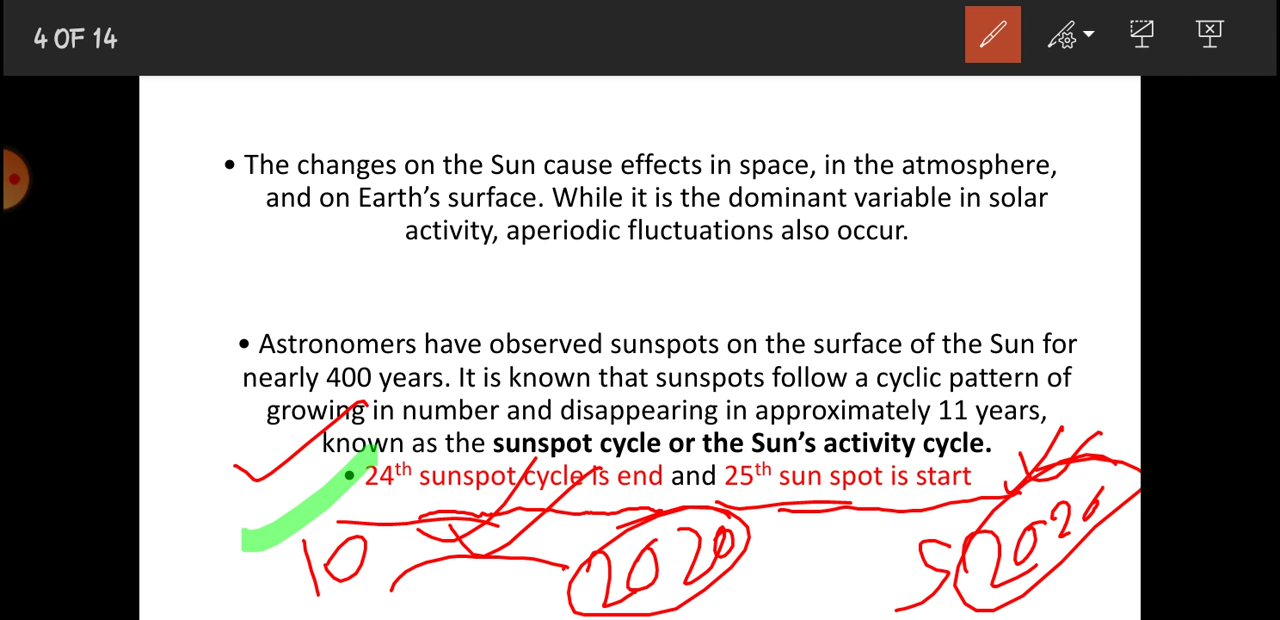 4 OF 14
• The changes on the Sun cause effects in space, in the atmosphere,
and on Earth’s surface. While it is the dominant variable in solar
activity, aperiodic fluctuations also occur.
• Astronomers have observed sunspots on the surface of the Sun for
nearly 400 years. It is known that sunspots follow a cyclic pattern of
growing in number and disappearing in approximately 11 years,
known as the sunspot cycle or the Sun’s activity cycle.
• 24th sunspot cycle is end and 25th sun spot is start
10 2020 5 2026